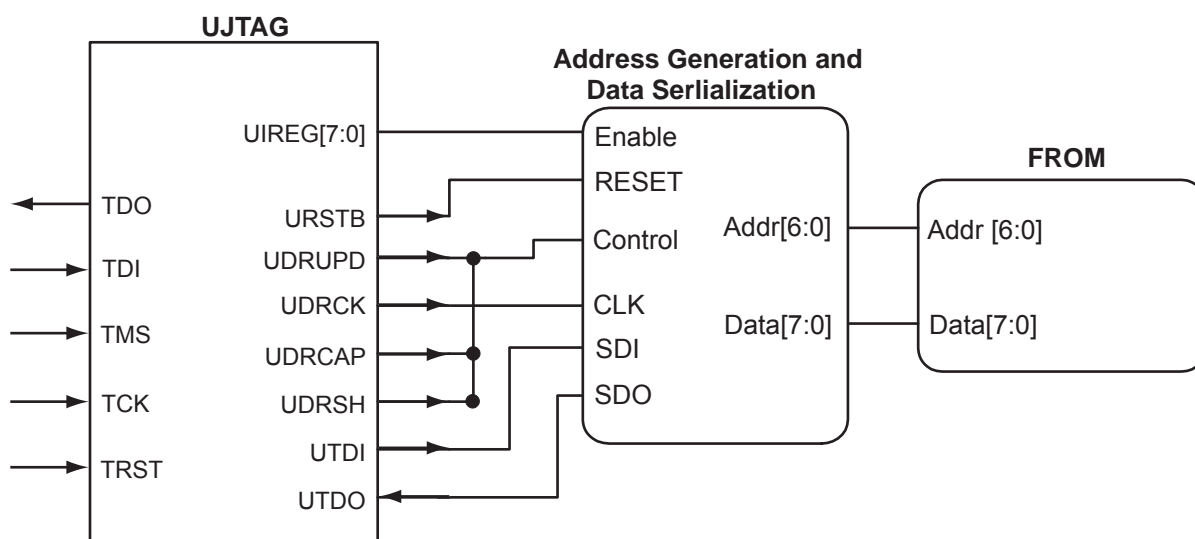 UJTAG
UIREG[7:0]
TDO
URSTB
TDI
UDRUPD
UDRCK
TMS
UDRCAP
TCK
UDRSH
UTDI
TRST
UTDO
Address Generation and
Data Serlialization
Enable
RESET
Control
CLK
SDI
SDO
Addr[6:0]
Data[7:0]
FROM
Addr [6:0]
Data[7:0]